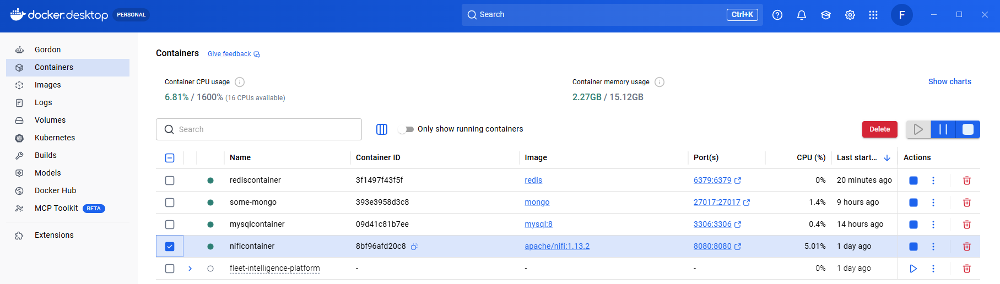 docker.desktop PERSONAL Search Ctrl+K F
Gordon
Containers
Images
Logs
Volumes
Kubernetes
Builds
Models
Docker Hub
MCP Toolkit BETA
Extensions
Containers Give feedback
Container CPU usage
6.81% / 1600% (16 CPUs available)
Container memory usage
2.27GB / 15.12GB
Show charts
Search
Only show running containers
Delete
Name Container ID Image Port(s) CPU (%) Last start... Actions
rediscontainer 3f1497f43f5f redis 6379:6379 0% 20 minutes ago
some-mongo 393e3958d3c8 mongo 27017:27017 1.4% 9 hours ago
mysqlcontainer 09d41c81b7ee mysql:8 3306:3306 0.4% 14 hours ago
nificontainer 8bf96afd20c8 apache/nifi:1.13.2 8080:8080 5.01% 1 day ago
fleet-intelligence-platform - - - 0% 1 day ago